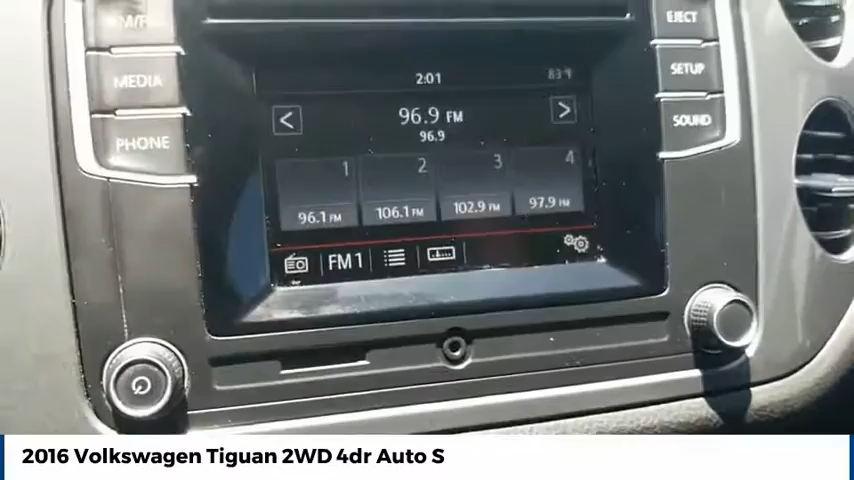 EJECT
MEDIA
SETUP
PHONE
SOUND
2:01
83°F
< 96.9 FM >
96.9
1 2 3 4
96.1 FM 106.1 FM 102.9 FM 97.9 FM
FM1
2016 Volkswagen Tiguan 2WD 4dr Auto S